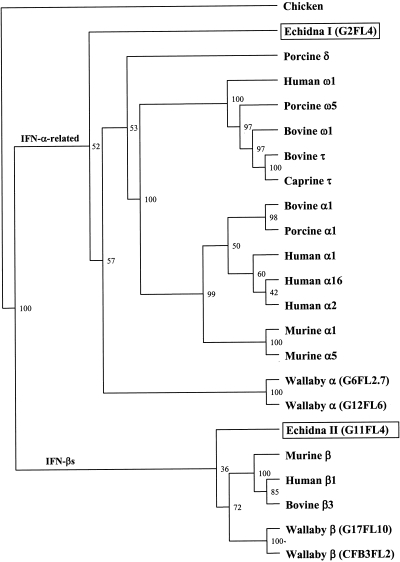 Chicken
Echidna I (G2FL4)
Porcine δ
53
Human ω1
100
Porcine ω5
97
Bovine ω1
IFN-α-related
52
97
Bovine τ
100
Caprine τ
100
Bovine α1
98
Porcine α1
50
Human α1
57
60
Human α16
42
99
Human α2
100
Murine α1
100
Murine α5
Wallaby α (G6FL2.7)
100
Wallaby α (G12FL6)
Echidna II (G11FL4)
IFN-βs
36
Murine β
100
Human β1
85
72
Bovine β3
Wallaby β (G17FL10)
100-
Wallaby β (CFB3FL2)